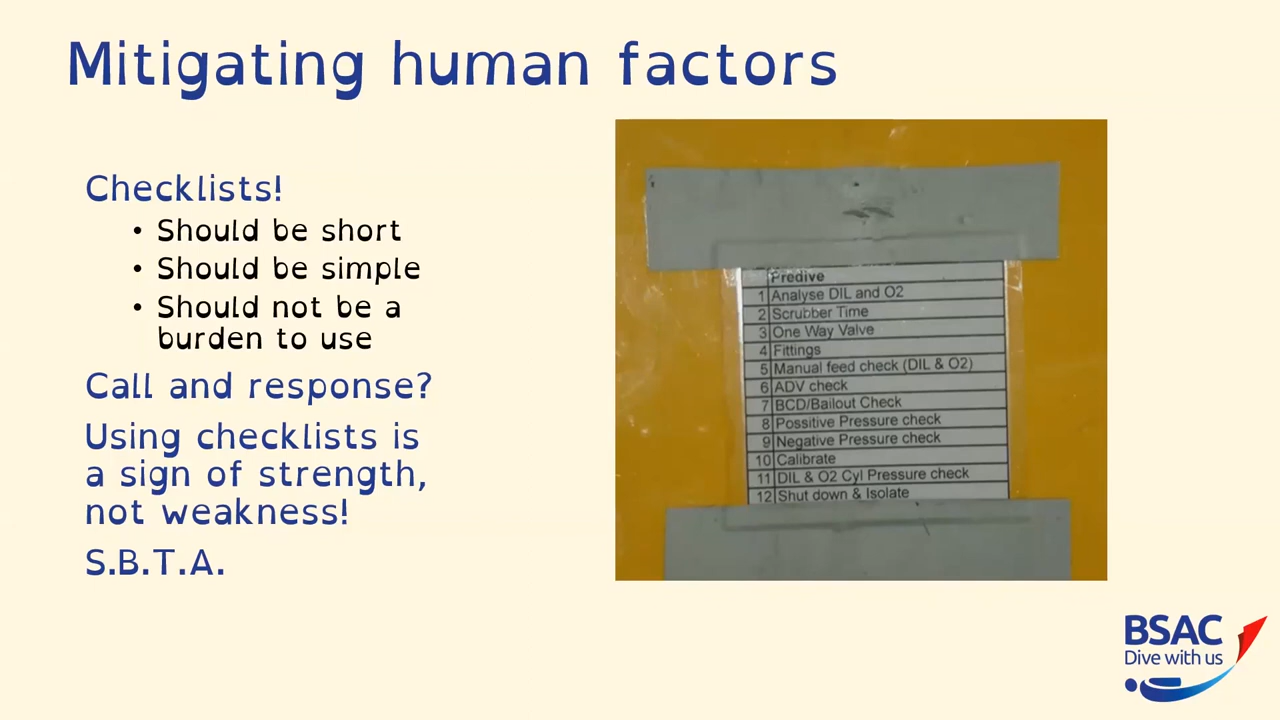 Mitigating human factors
Checklists!
• Should be short
• Should be simple
• Should not be a
burden to use
Call and response?
Using checklists is
a sign of strength,
not weakness!
S.B.T.A.
Predive
1 Analyse DIL and O2
2 Scrubber Time
3 One Way Valve
4 Fittings
5 Manual feed check (DIL & O2)
6 ADV check
7 BCD/Bailout Check
8 Possitive Pressure check
9 Negative Pressure check
10 Calibrate
11 DIL & O2 Cyl Pressure check
12 Shut down & Isolate
BSAC
Dive with us